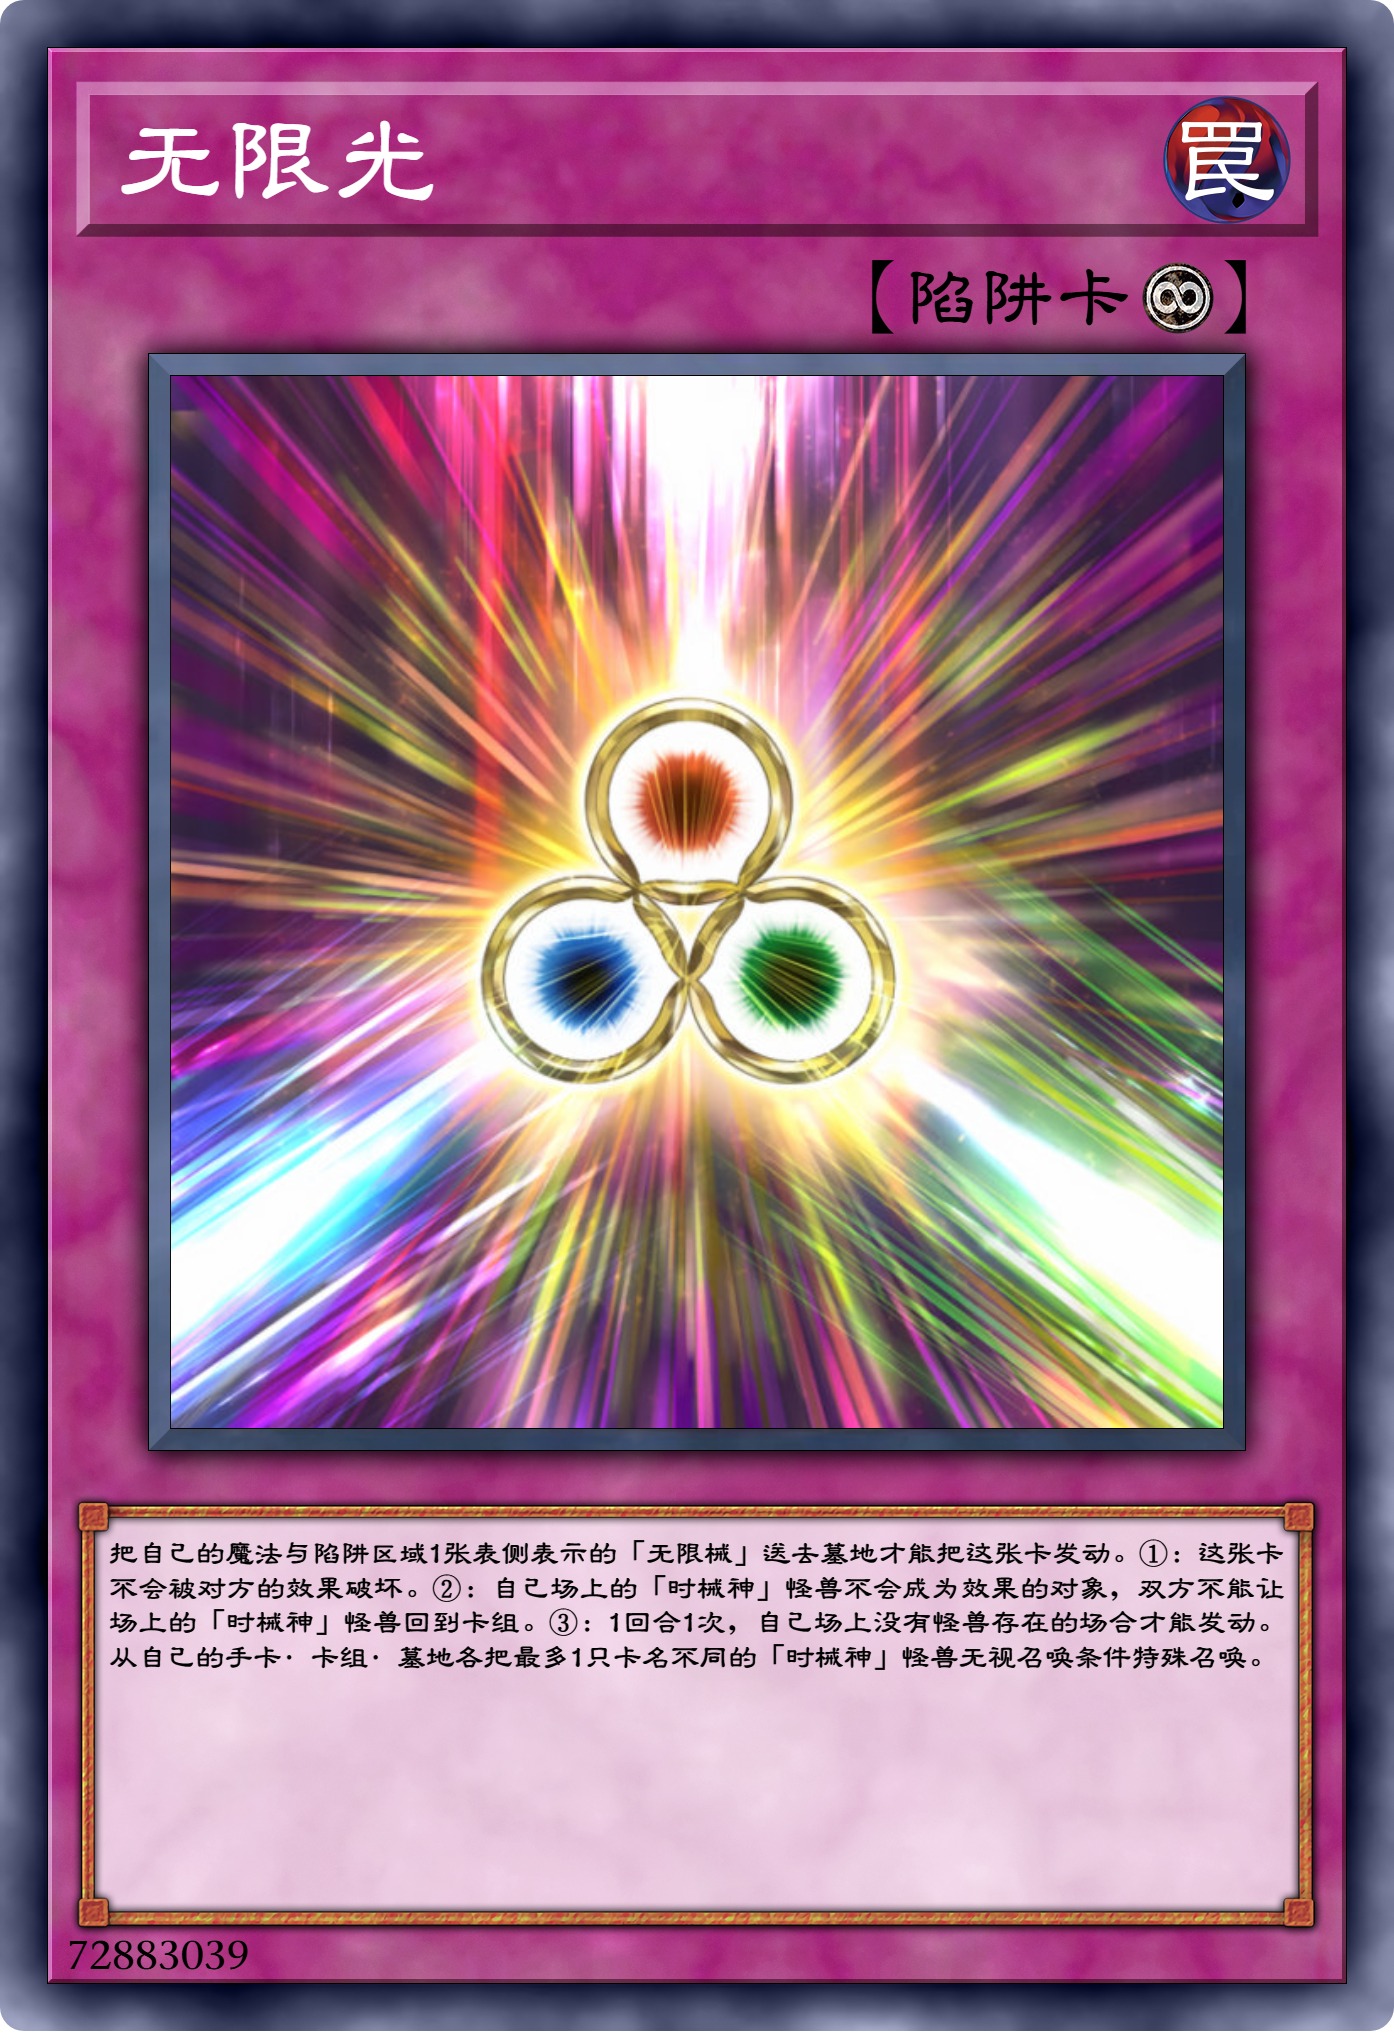 无限光
罠
【陷阱卡】
把自己的魔法与陷阱区域1张表侧表示的「无限械」送去墓地才能把这张卡发动。①：这张卡
不会被对方的效果破坏。②：自己场上的「时械神」怪兽不会成为效果的对象，双方不能让
场上的「时械神」怪兽回到卡组。③：1回合1次，自己场上没有怪兽存在的场合才能发动。
从自己的手卡·卡组·墓地各把最多1只卡名不同的「时械神」怪兽无视召唤条件特殊召唤。
72883039